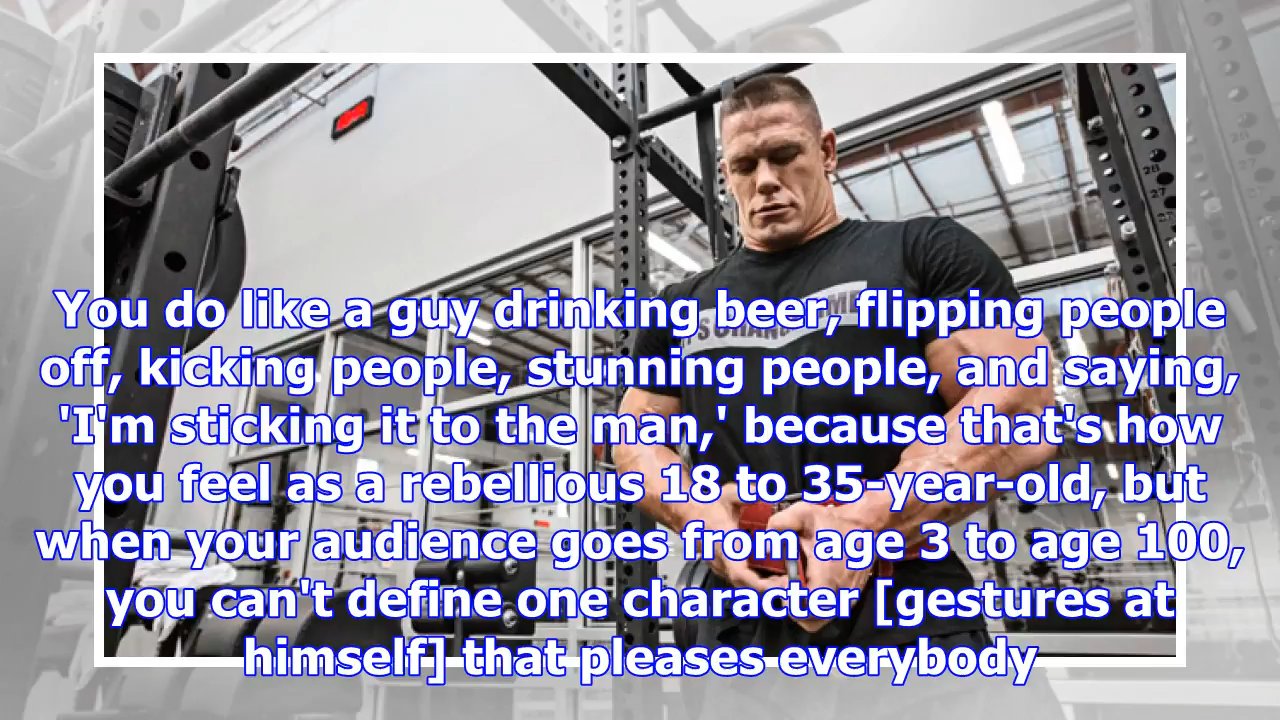 You do like a guy drinking beer, flipping people
off, kicking people, stunning people, and saying,
'I'm sticking it to the man,' because that's how
you feel as a rebellious 18 to 35-year-old, but
when your audience goes from age 3 to age 100,
you can't define one character [gestures at
himself] that pleases everybody
28
27